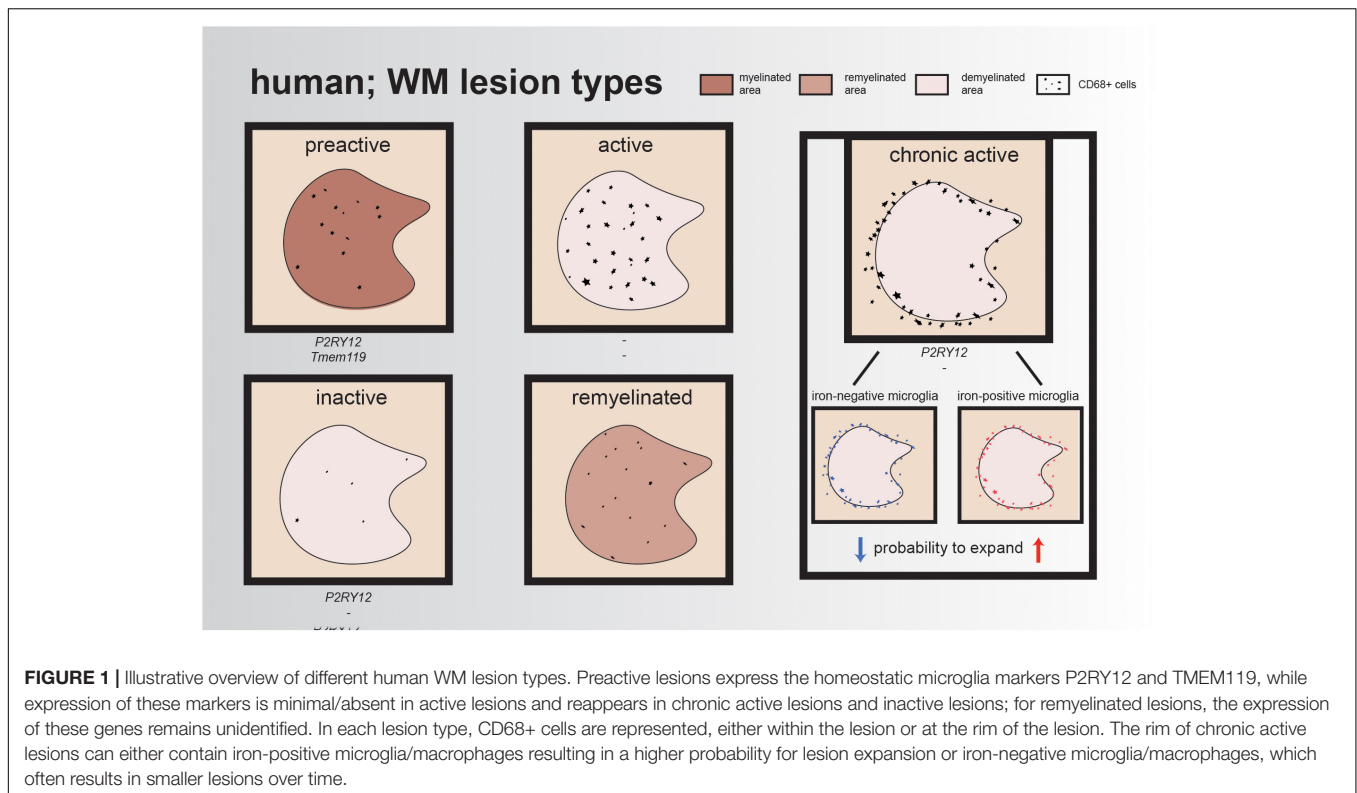 human; WM lesion types
myelinated area
remyelinated area
demyelinated area
CD68+ cells
preactive
P2RY12
Tmem119
active
-
-
chronic active
P2RY12
-
iron-negative microglia
iron-positive microglia
probability to expand
inactive
P2RY12
-
remyelinated
FIGURE 1 | Illustrative overview of different human WM lesion types. Preactive lesions express the homeostatic microglia markers P2RY12 and TMEM119, while
expression of these markers is minimal/absent in active lesions and reappears in chronic active lesions and inactive lesions; for remyelinated lesions, the expression
of these genes remains unidentified. In each lesion type, CD68+ cells are represented, either within the lesion or at the rim of the lesion. The rim of chronic active
lesions can either contain iron-positive microglia/macrophages resulting in a higher probability for lesion expansion or iron-negative microglia/macrophages, which
often results in smaller lesions over time.